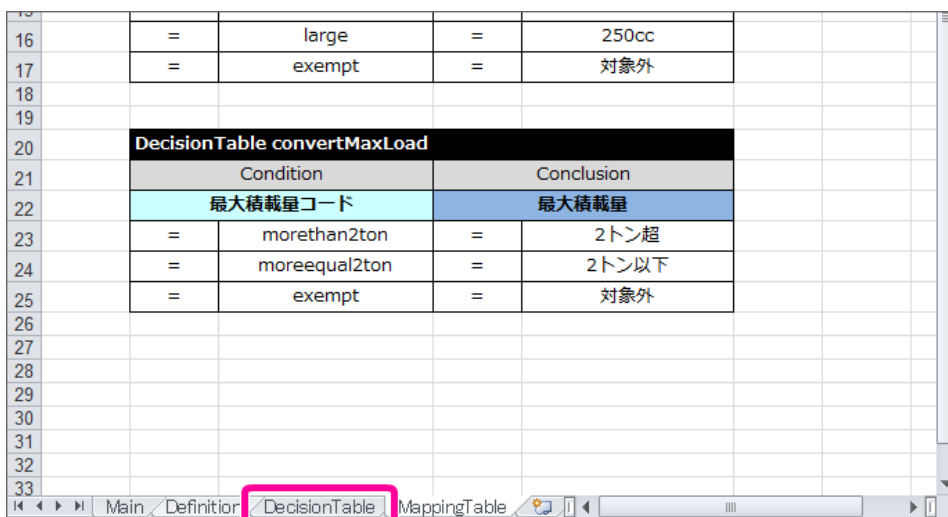 16 = large = 250cc
17 = exempt = 対象外
18
19
20 DecisionTable convertMaxLoad
21 Condition Conclusion
22 最大積載量コード 最大積載量
23 = morethan2ton = 2トン超
24 = moreequal2ton = 2トン以下
25 = exempt = 対象外
26
27
28
29
30
31
32
33
Main Definition DecisionTable MappingTable